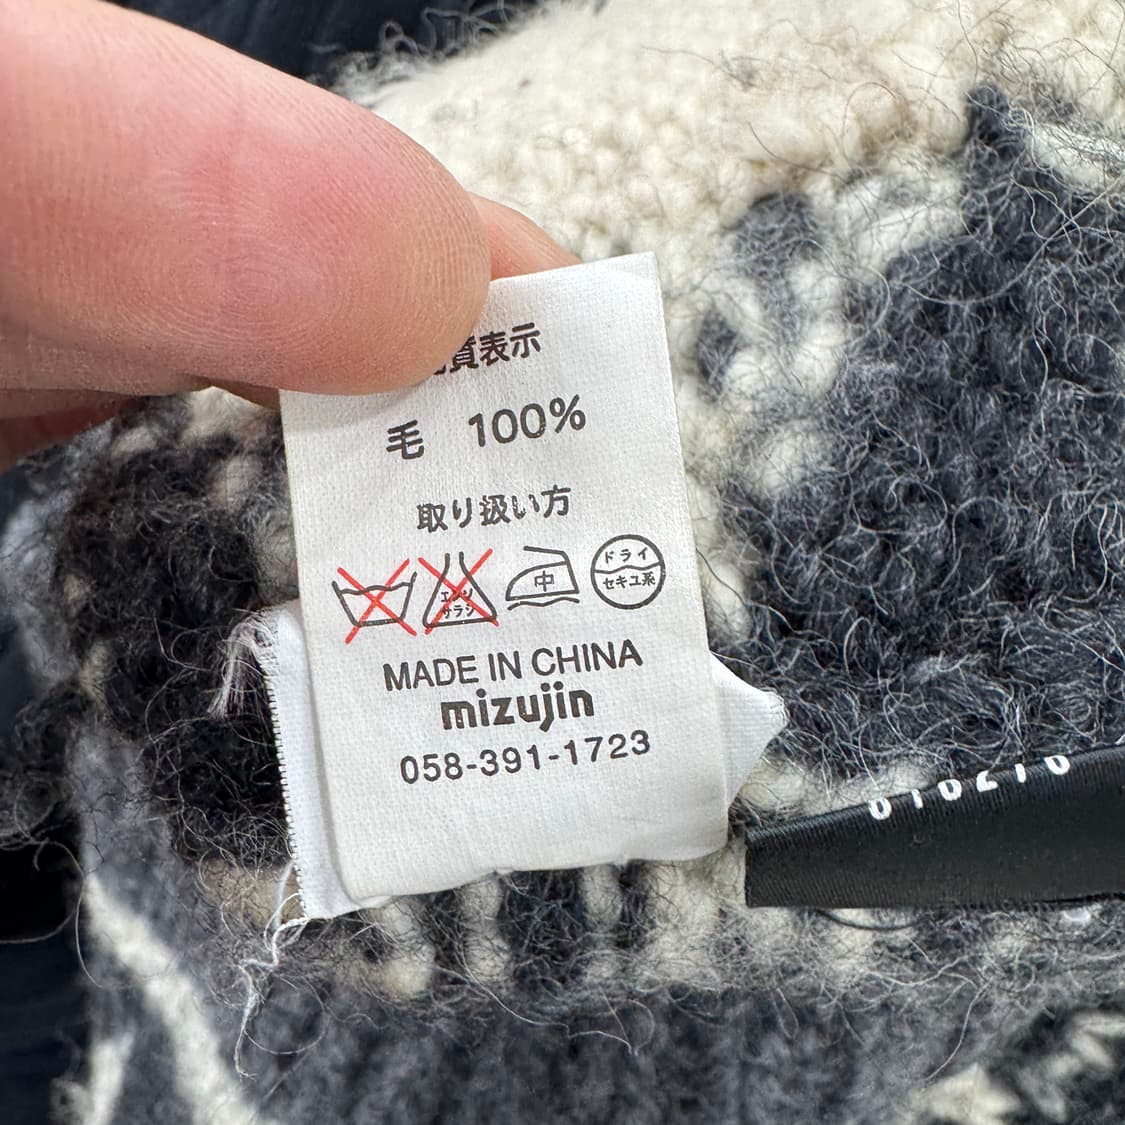 質表示
毛 100%
取り扱い方
エンソ
サラシ
中
ドライ
セキユ系
MADE IN CHINA
mizujin
058-391-1723